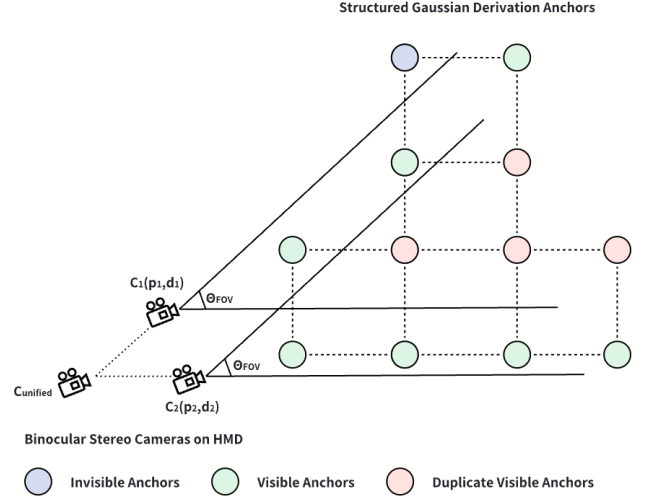 Structured Gaussian Derivation Anchors
C1(p1,d1)
ΘFOV
ΘFOV
Cunified
C2(p2,d2)
Binocular Stereo Cameras on HMD
Invisible Anchors
Visible Anchors
Duplicate Visible Anchors